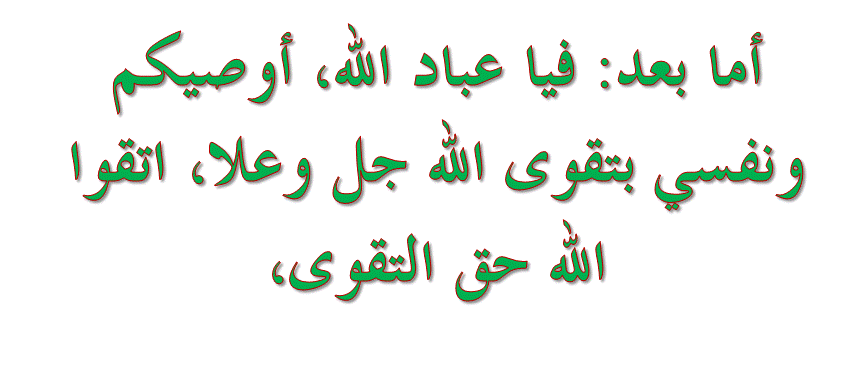 أما بعد: فيا عباد الله، أوصيكم
ونفسي بتقوى الله جل وعلا، اتقوا
الله حق التقوى،